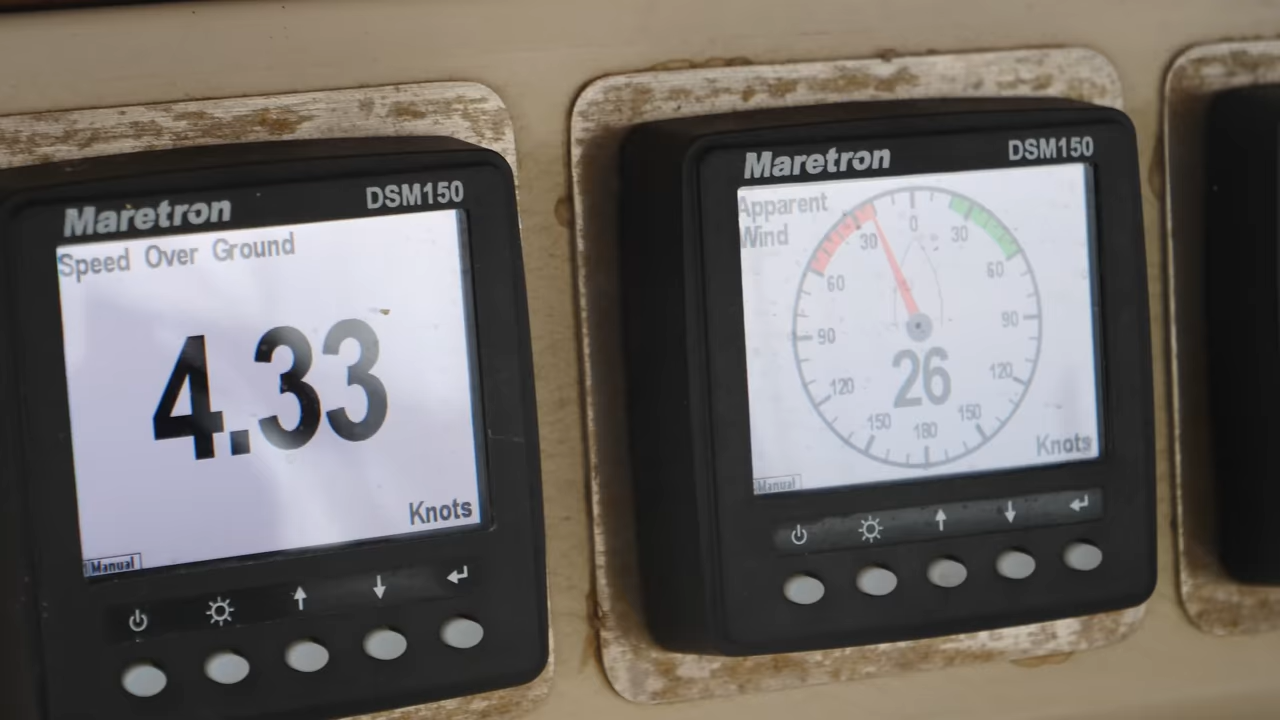 Maretron DSM150
Speed Over Ground
4.33
Knots
Manual
Maretron DSM150
Apparent
Wind
0
30 30
60 60
90 90
120 120
150 150
180
26
Knots
Manual